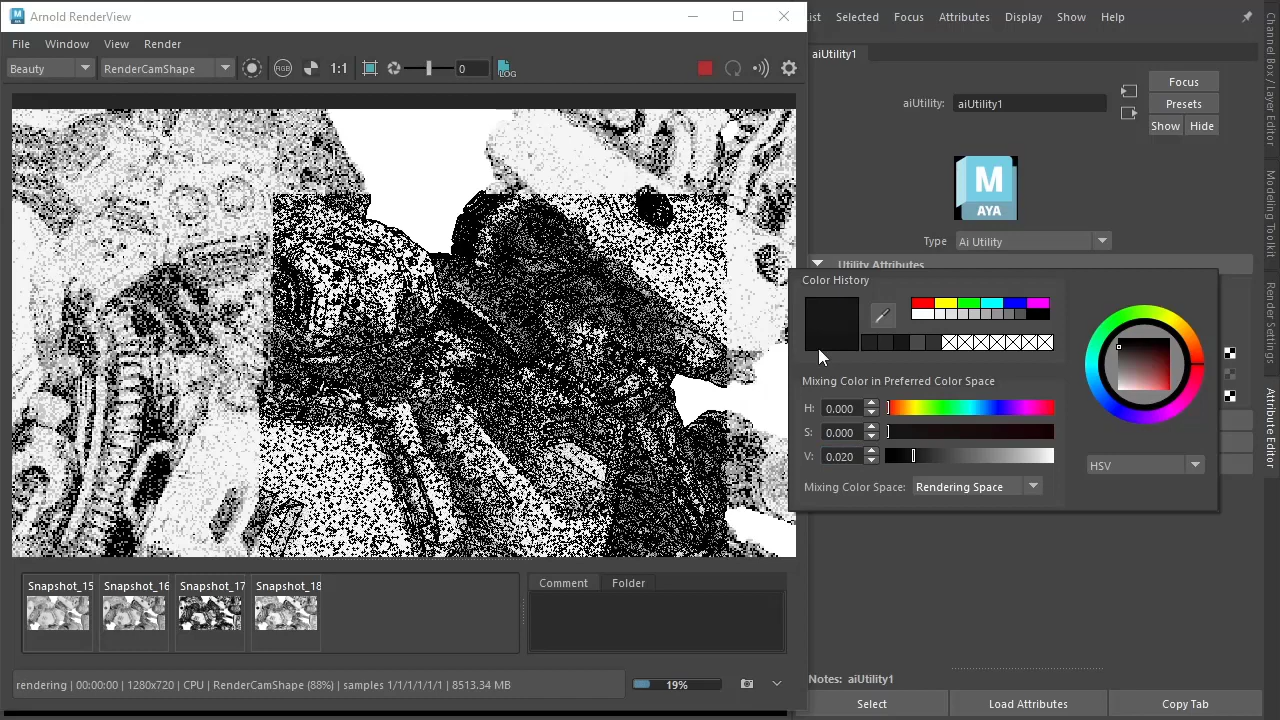 Arnold RenderView
File Window View Render
Beauty RenderCamShape RGB 1:1 0 LOG
Snapshot_15 Snapshot_16 Snapshot_17 Snapshot_18
Comment Folder
rendering | 00:00:00 | 1280x720 | CPU | RenderCamShape (88%) | samples 1/1/1/1/1/1 | 8513.34 MB 19%
ist Selected Focus Attributes Display Show Help
aiUtility1
aiUtility: aiUtility1
Focus
Presets
Show Hide
M
AYA
Type Ai Utility
Utility Attributes
Color History
Mixing Color in Preferred Color Space
H: 0.000
S: 0.000
V: 0.020
HSV
Mixing Color Space: Rendering Space
Notes: aiUtility1
Select Load Attributes Copy Tab
Channel Box / Layer Editor
Modeling Toolkit
Render Settings
Attribute Editor